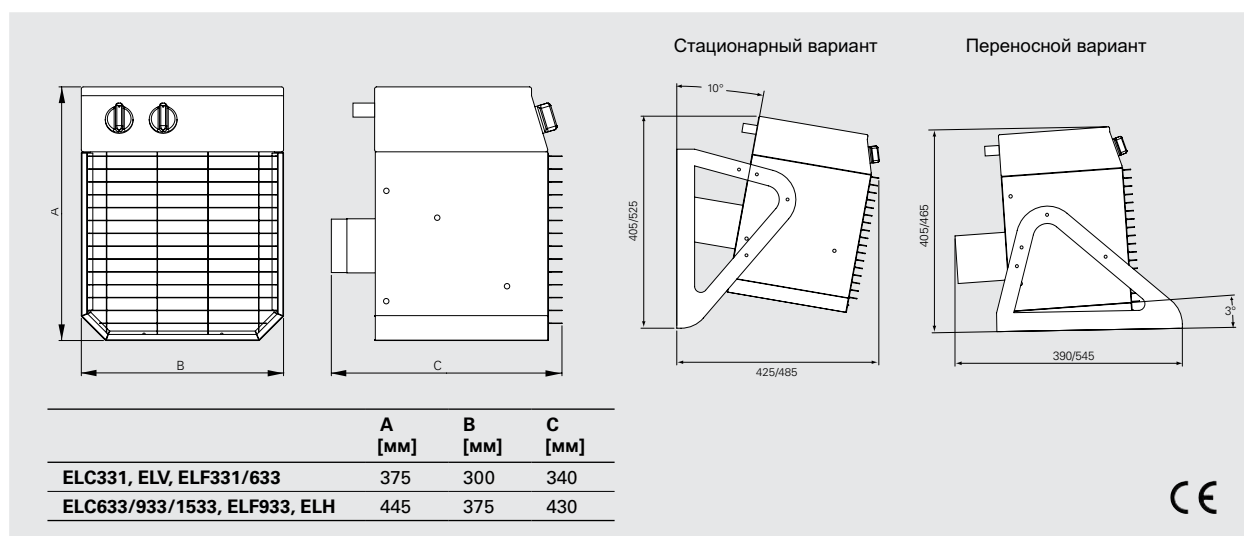 Стационарный вариант
Переносной вариант
10°
A
405/525
405/465
3°
B
C
425/485
390/545
A B C
[мм] [мм] [мм]
ELC331, ELV, ELF331/633 375 300 340
ELC633/933/1533, ELF933, ELH 445 375 430
CE